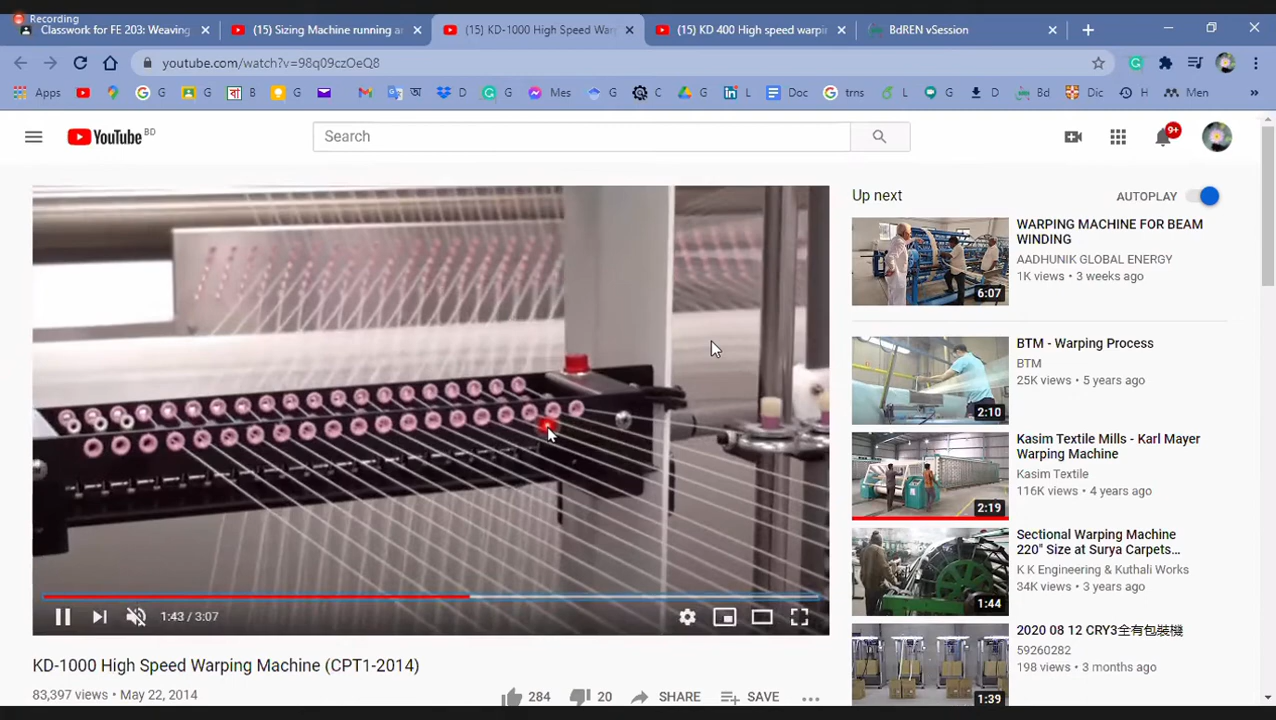 Recording
Classwork for FE 203: Weaving
(15) Sizing Machine running a
(15) KD-1000 High Speed Warp
(15) KD 400 High speed warpin
BdREN vSession
youtube.com/watch?v=98q09czOeQ8
Apps G G বা B G G অ D G Mes G C G L Doc trns L G D Bd Dic H Men »
YouTube BD
Search
9+
Up next
AUTOPLAY
WARPING MACHINE FOR BEAM
WINDING
AADHUNIK GLOBAL ENERGY
1K views • 3 weeks ago
6:07
BTM - Warping Process
BTM
25K views • 5 years ago
2:10
Kasim Textile Mills - Karl Mayer
Warping Machine
Kasim Textile
116K views • 4 years ago
2:19
Sectional Warping Machine
220" Size at Surya Carpets...
K K Engineering & Kuthali Works
34K views • 3 years ago
1:44
2020 08 12 CRY3全有包裝機
59260282
198 views • 3 months ago
1:39
1:43 / 3:07
KD-1000 High Speed Warping Machine (CPT1-2014)
83,397 views • May 22, 2014
284
20
SHARE
SAVE